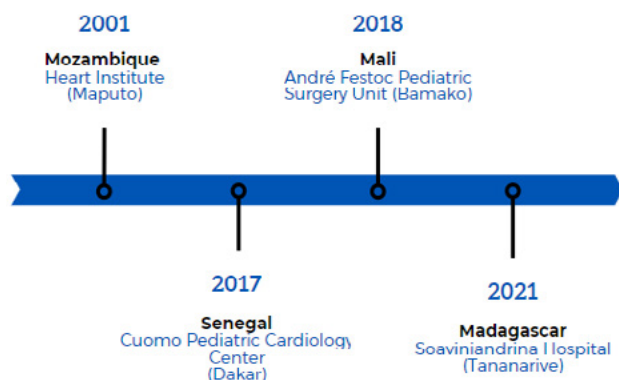 2001
Mozambique
Heart Institute
(Maputo)
2018
Mali
André Festoc Pediatric
Surgery Unit (Bamako)
2017
Senegal
Cuomo Pediatric Cardiology
Center
(Dakar)
2021
Madagascar
Soaviniandrina Hospital
(Tananarive)